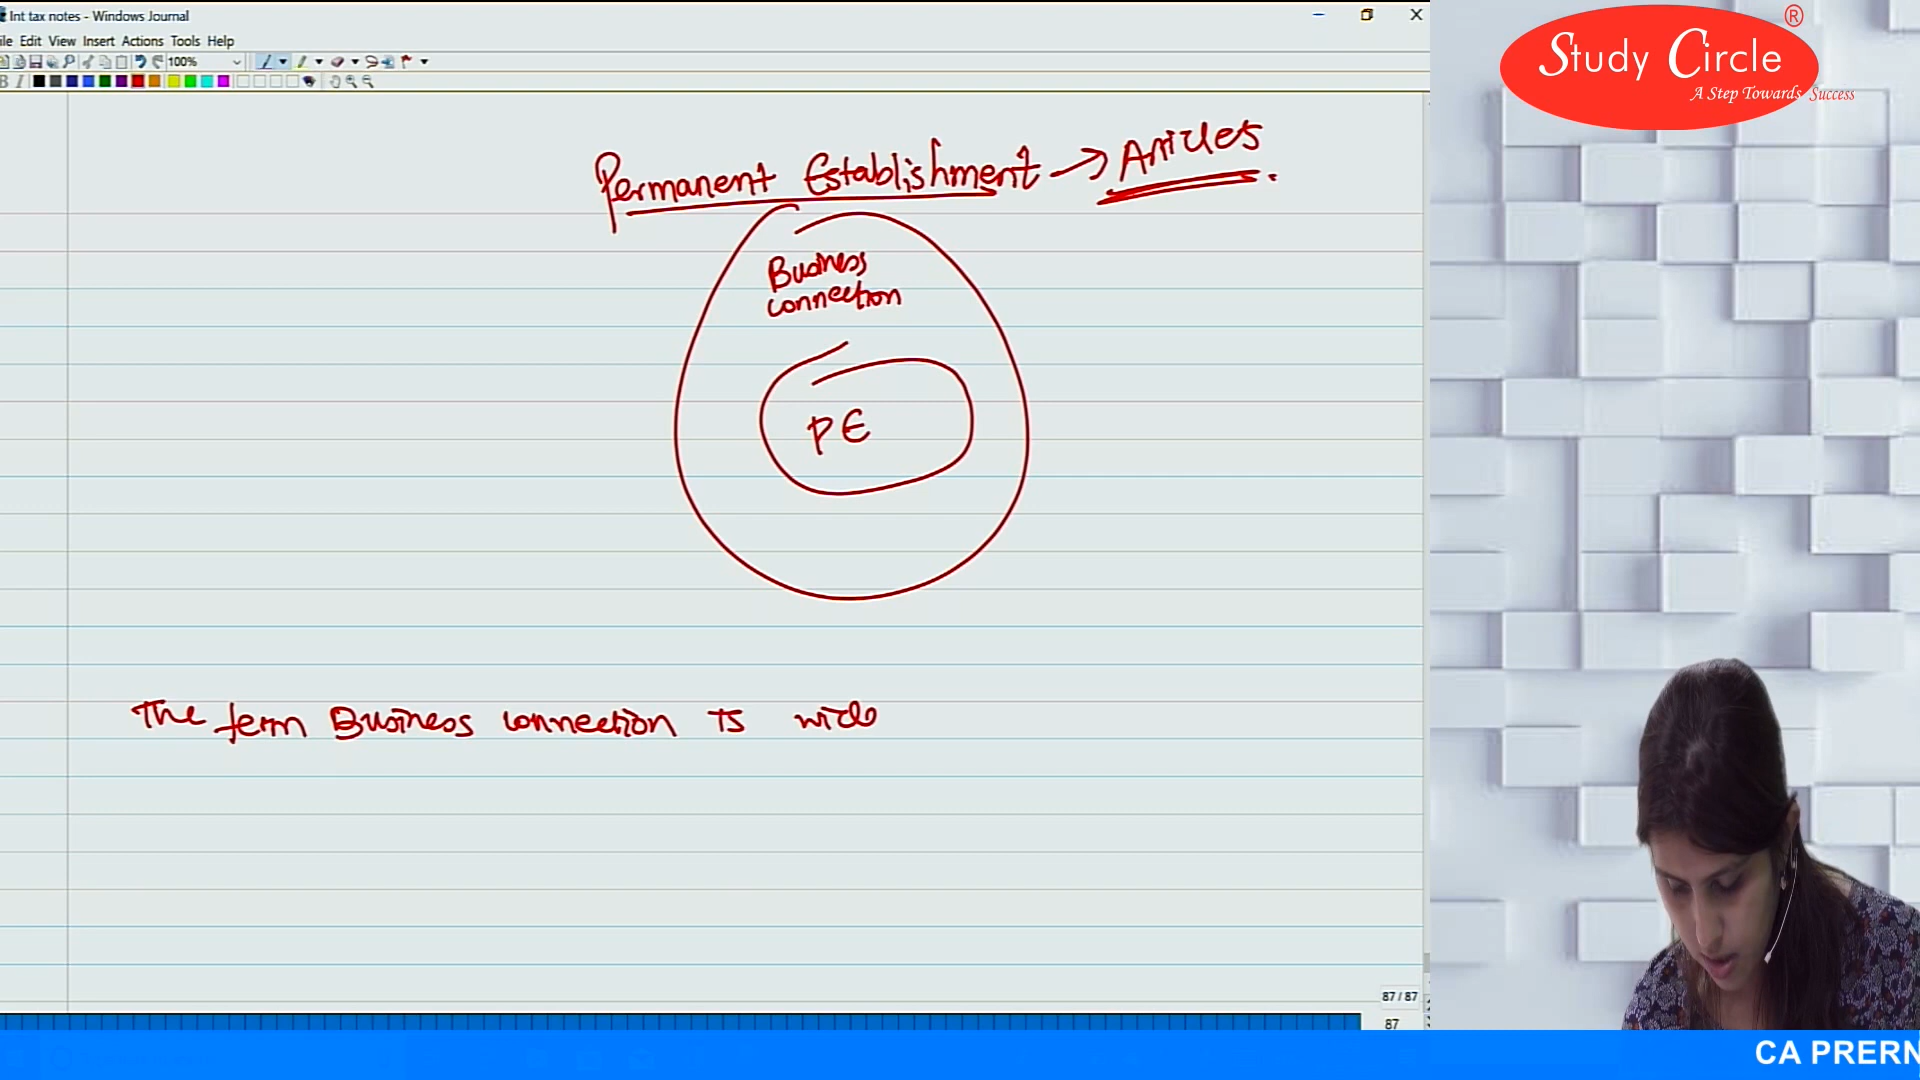 Int tax notes - Windows Journal
ile Edit View Insert Actions Tools Help
100%
B I
Permanent Establishment → Articles.
Business
connection
PE
The term Business connection is wide
87 / 87
87
Study Circle ®
A Step Towards Success
CA PRERN